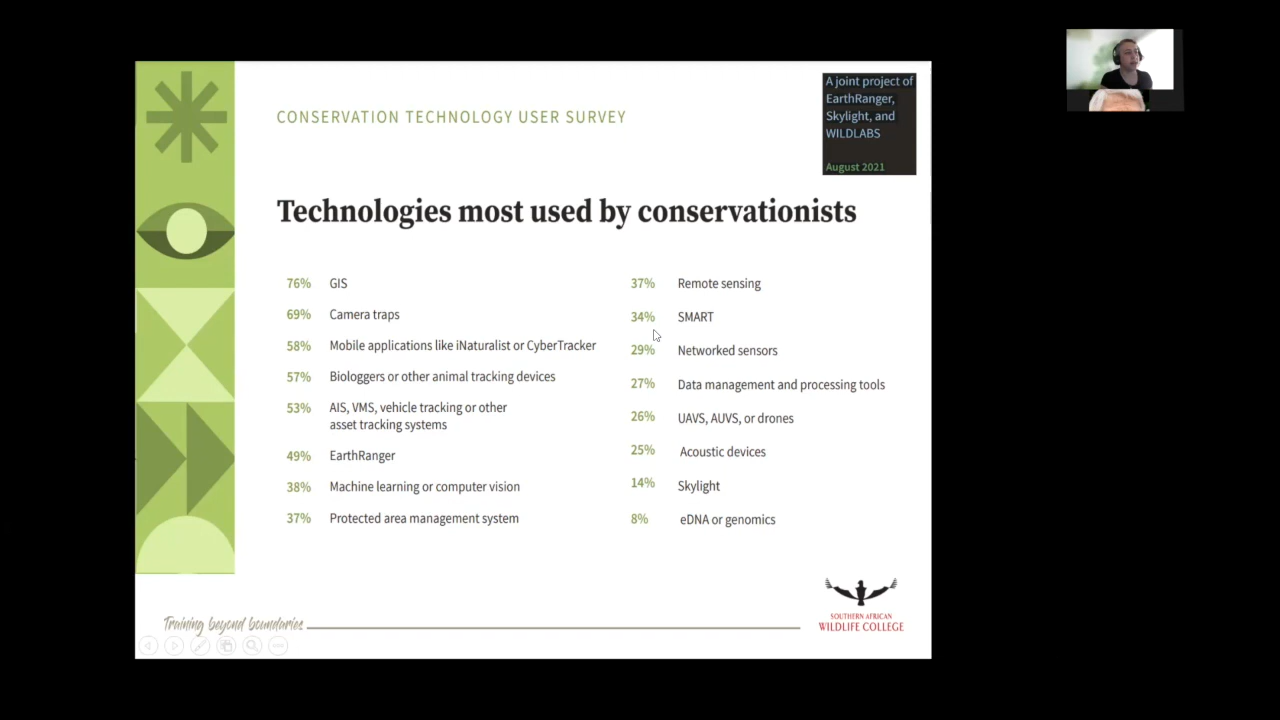 CONSERVATION TECHNOLOGY USER SURVEY
A joint project of
EarthRanger,
Skylight, and
WILDLABS
August 2021
Technologies most used by conservationists
76% GIS
69% Camera traps
58% Mobile applications like iNaturalist or CyberTracker
57% Biologgers or other animal tracking devices
53% AIS, VMS, vehicle tracking or other
asset tracking systems
49% EarthRanger
38% Machine learning or computer vision
37% Protected area management system
37% Remote sensing
34% SMART
29% Networked sensors
27% Data management and processing tools
26% UAVS, AUVS, or drones
25% Acoustic devices
14% Skylight
8% eDNA or genomics
Training beyond boundaries
SOUTHERN AFRICAN
WILDLIFE COLLEGE